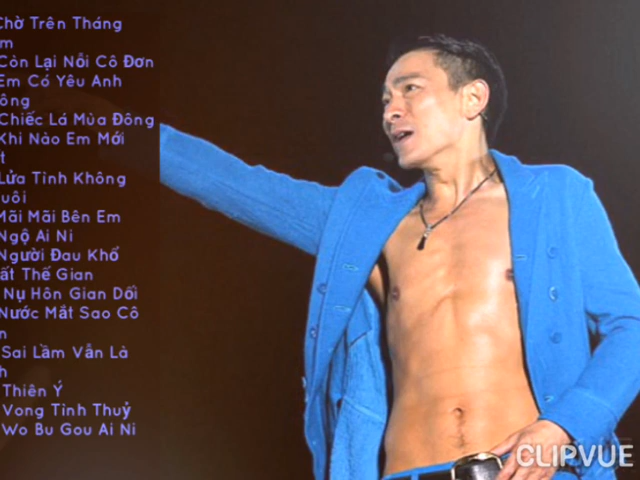 Chờ Trên Tháng
m
Còn Lại Nỗi Cô Đơn
Em Có Yêu Anh
ông
Chiếc Lá Mùa Đông
Khi Nào Em Mới
t
Lửa Tình Không
uôi
Mãi Mãi Bên Em
Ngộ Ai Ni
Người Đau Khổ
ất Thế Gian
Nụ Hôn Gian Dối
Nước Mắt Sao Cô
n
Sai Lầm Vẫn Là
h
Thiên Ý
Vong Tình Thuỷ
Wo Bu Gou Ai Ni
CLIPVUE